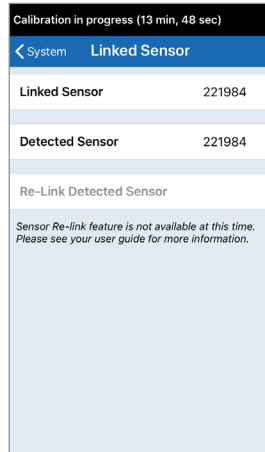 Calibration in progress (13 min, 48 sec)
System Linked Sensor
Linked Sensor 221984
Detected Sensor 221984
Re-Link Detected Sensor
Sensor Re-link feature is not available at this time.
Please see your user guide for more information.